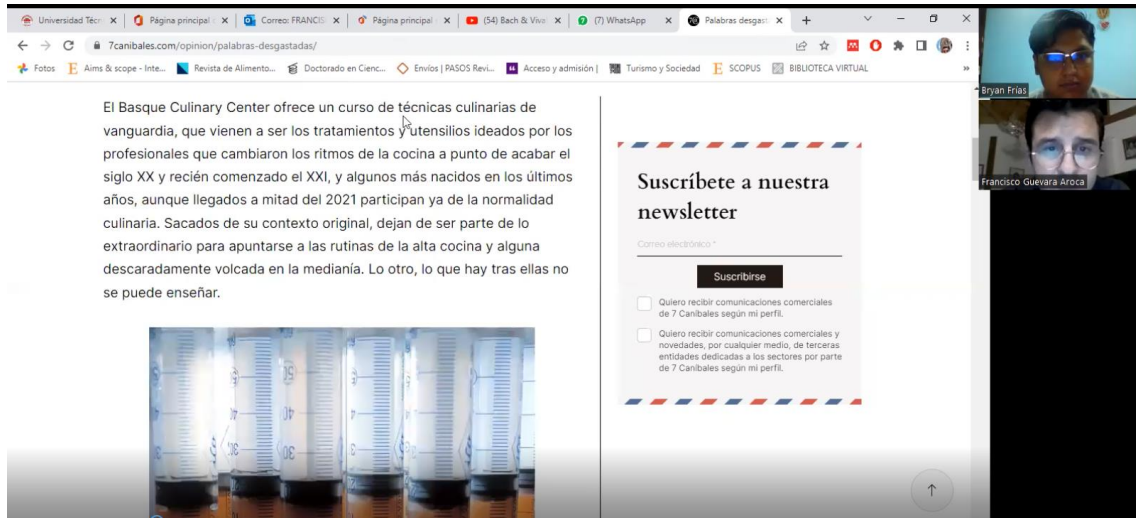 Universidad Técn
Página principal
Correo: FRANCIS
Página principal
(54) Bach & Viva
(7) WhatsApp
Palabras desgast
7canibales.com/opinion/palabras-desgastadas/
Fotos
Aims & scope - Inte...
Revista de Alimento...
Doctorado en Cienc...
Envíos | PASOS Revi...
Acceso y admisión |
Turismo y Sociedad
SCOPUS
BIBLIOTECA VIRTUAL
El Basque Culinary Center ofrece un curso de técnicas culinarias de
vanguardia, que vienen a ser los tratamientos y utensilios ideados por los
profesionales que cambiaron los ritmos de la cocina a punto de acabar el
siglo XX y recién comenzado el XXI, y algunos más nacidos en los últimos
años, aunque llegados a mitad del 2021 participan ya de la normalidad
culinaria. Sacados de su contexto original, dejan de ser parte de lo
extraordinario para apuntarse a las rutinas de la alta cocina y alguna
descaradamente volcada en la medianía. Lo otro, lo que hay tras ellas no
se puede enseñar.
Suscríbete a nuestra
newsletter
Correo electrónico *
Suscribirse
Quiero recibir comunicaciones comerciales
de 7 Caníbales según mi perfil.
Quiero recibir comunicaciones comerciales y
novedades, por cualquier medio, de terceras
entidades dedicadas a los sectores por parte
de 7 Caníbales según mi perfil.
Bryan Frías
Francisco Guevara Aroca